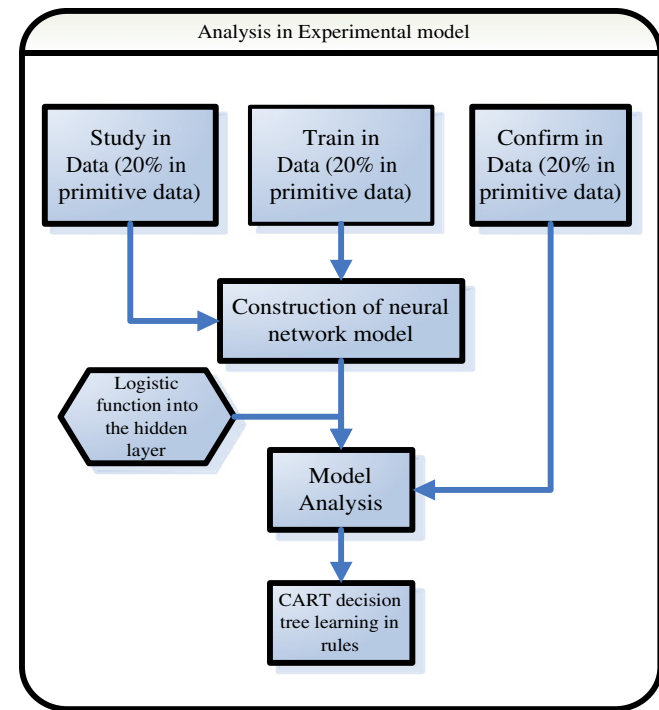 Analysis in Experimental model
Study in
Data (20% in
primitive data)
Train in
Data (20% in
primitive data)
Confirm in
Data (20% in
primitive data)
Construction of neural
network model
Logistic
function into
the hidden
layer
Model
Analysis
CART decision
tree learning in
rules